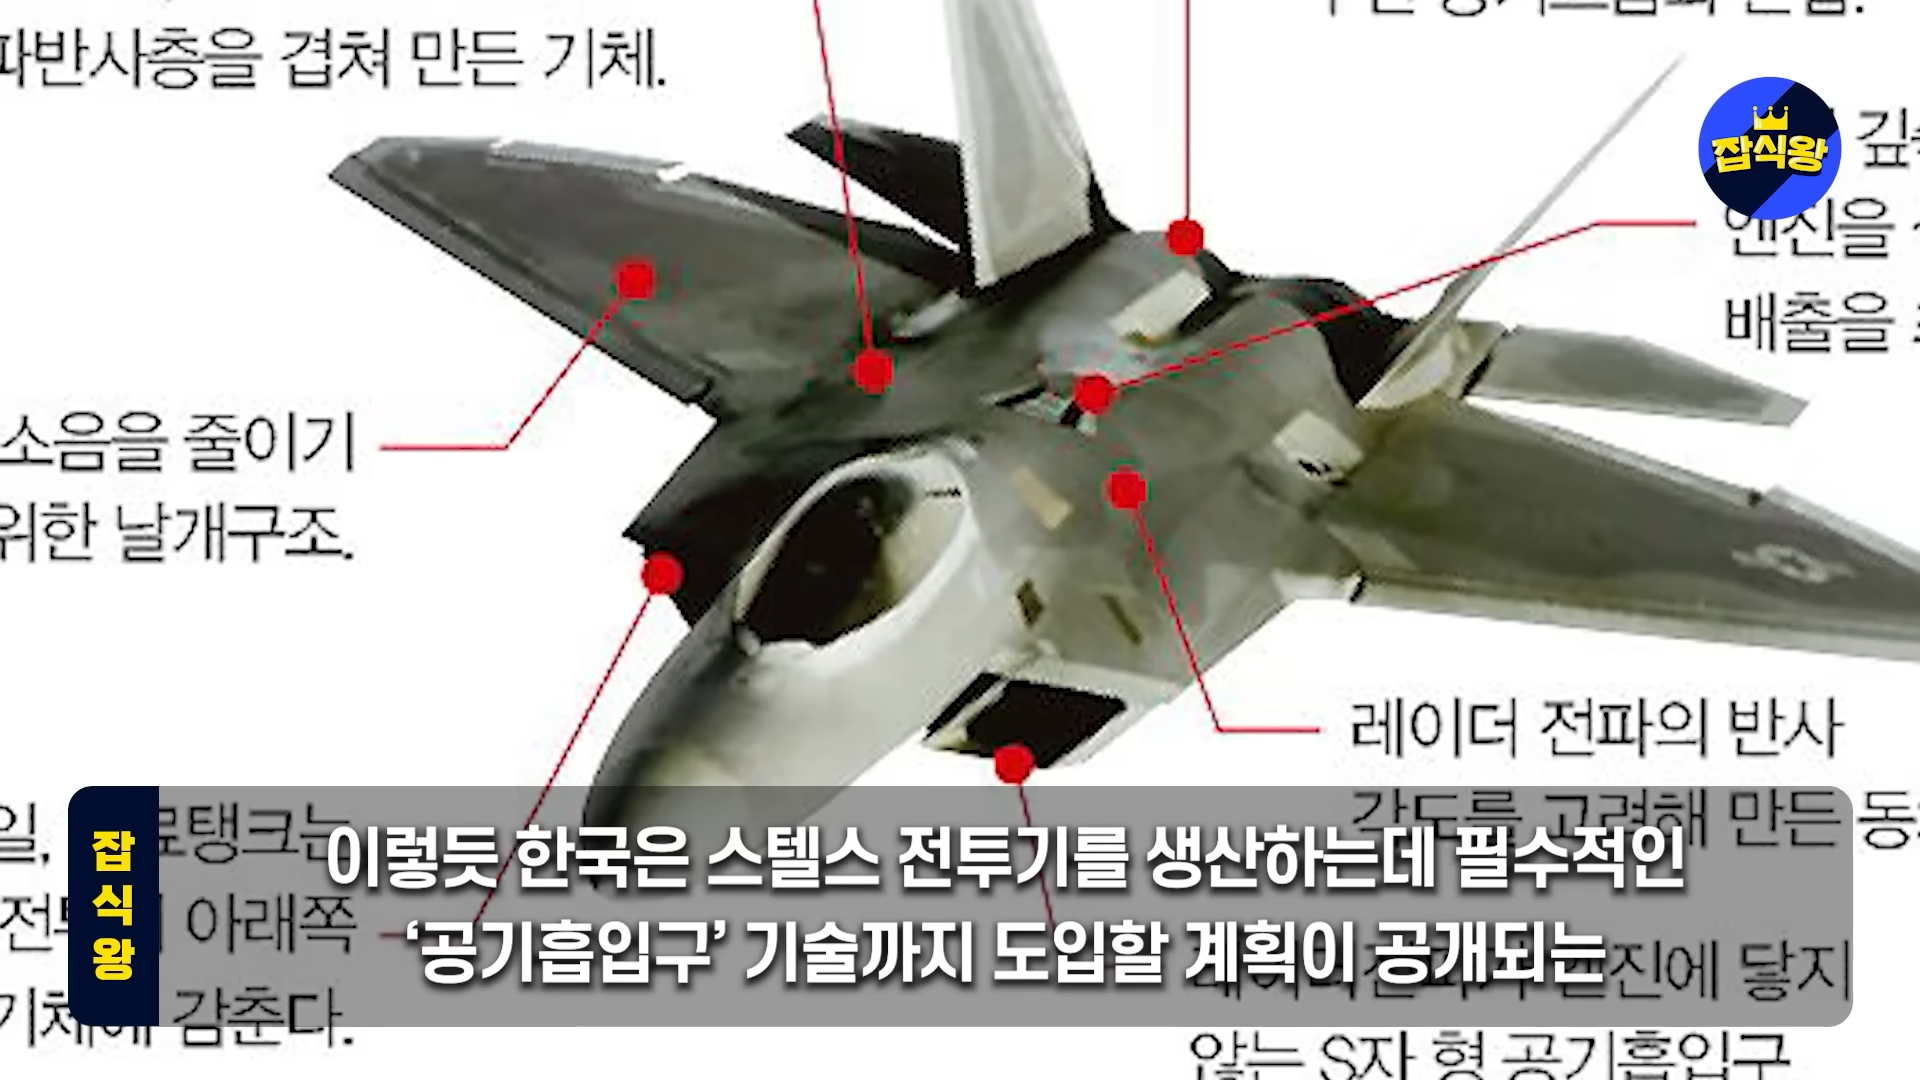 파반사층을 겹쳐 만든 기체.
잡식왕
엔진을
배출을
소음을 줄이기
위한 날개구조.
레이더 전파의 반사
각도를 고려해 만든
아래쪽
감춘다.
잡식왕
이렇듯 한국은 스텔스 전투기를 생산하는데 필수적인
‘공기흡입구’ 기술까지 도입할 계획이 공개되는
닿지
않는 S자 형 공기흡입구